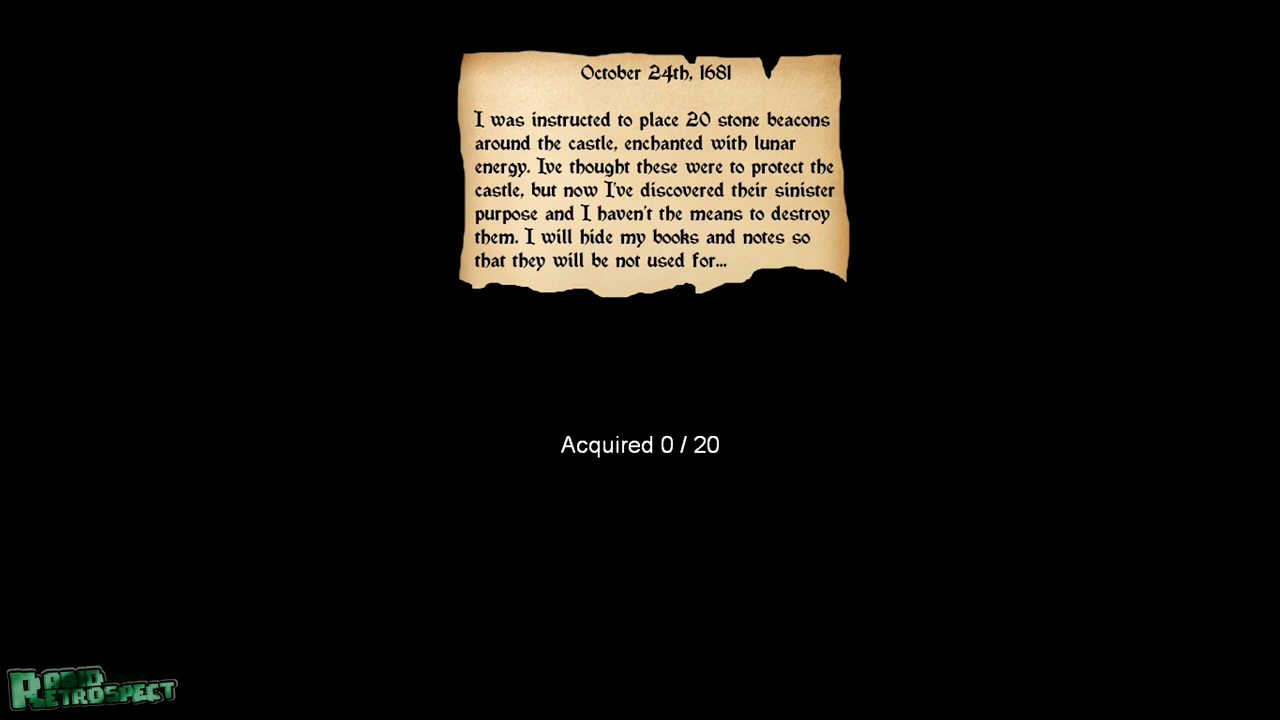 October 24th, 1681
I was instructed to place 20 stone beacons
around the castle, enchanted with lunar
energy. Ive thought these were to protect the
castle, but now I've discovered their sinister
purpose and I haven't the means to destroy
them. I will hide my books and notes so
that they will be not used for...
Acquired 0 / 20
RABID
RETROSPECT